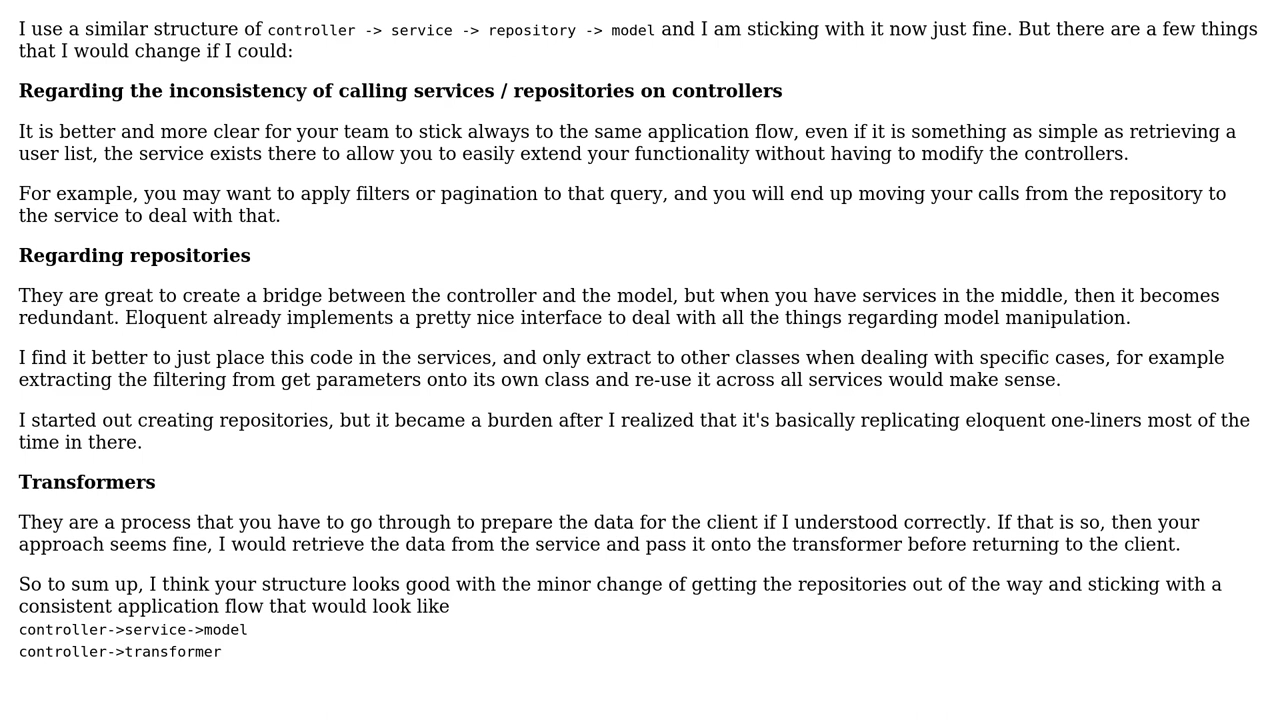 I use a similar structure of controller -> service -> repository -> model and I am sticking with it now just fine. But there are a few things
that I would change if I could:
Regarding the inconsistency of calling services / repositories on controllers
It is better and more clear for your team to stick always to the same application flow, even if it is something as simple as retrieving a
user list, the service exists there to allow you to easily extend your functionality without having to modify the controllers.
For example, you may want to apply filters or pagination to that query, and you will end up moving your calls from the repository to
the service to deal with that.
Regarding repositories
They are great to create a bridge between the controller and the model, but when you have services in the middle, then it becomes
redundant. Eloquent already implements a pretty nice interface to deal with all the things regarding model manipulation.
I find it better to just place this code in the services, and only extract to other classes when dealing with specific cases, for example
extracting the filtering from get parameters onto its own class and re-use it across all services would make sense.
I started out creating repositories, but it became a burden after I realized that it's basically replicating eloquent one-liners most of the
time in there.
Transformers
They are a process that you have to go through to prepare the data for the client if I understood correctly. If that is so, then your
approach seems fine, I would retrieve the data from the service and pass it onto the transformer before returning to the client.
So to sum up, I think your structure looks good with the minor change of getting the repositories out of the way and sticking with a
consistent application flow that would look like
controller->service->model
controller->transformer